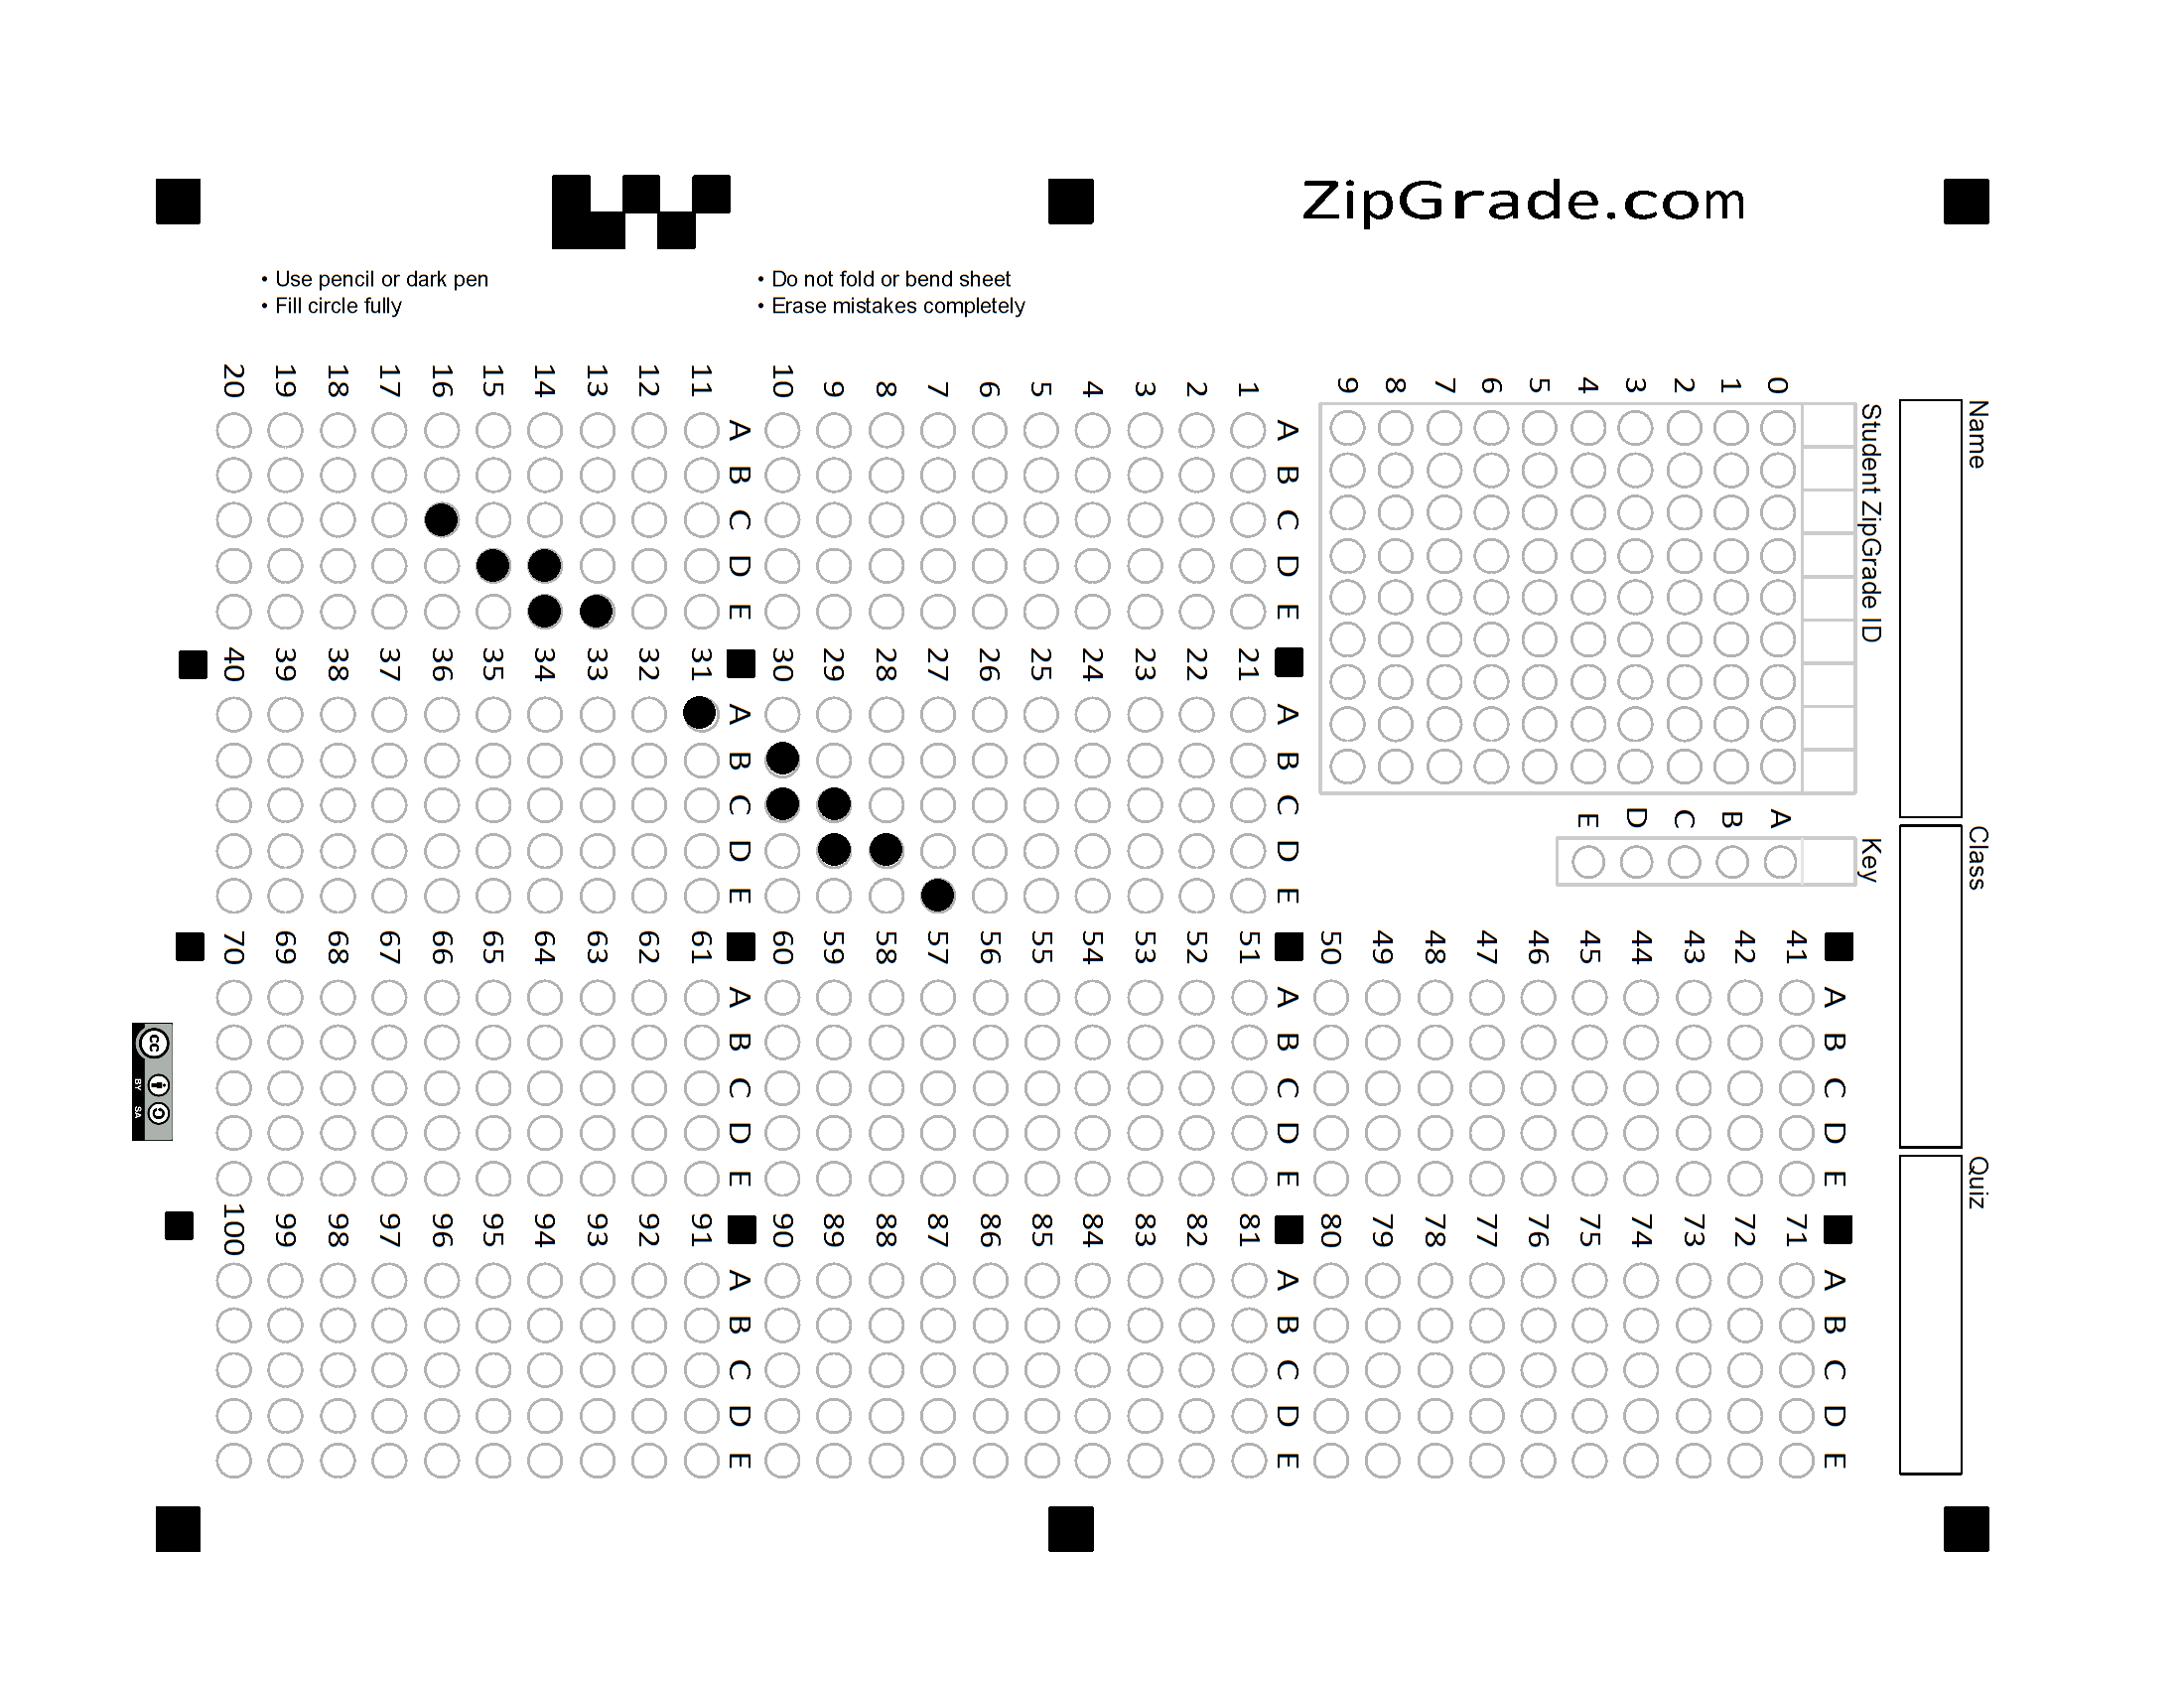 ZipGrade.com
• Use pencil or dark pen
• Fill circle fully
• Do not fold or bend sheet
• Erase mistakes completely
Name
Class
Quiz
Student ZipGrade ID
0 1 2 3 4 5 6 7 8 9
Key
A B C D E
1 2 3 4 5 6 7 8 9 10
A B C D E
11 12 13 14 15 16 17 18 19 20
A B C D E
21 22 23 24 25 26 27 28 29 30
A B C D E
31 32 33 34 35 36 37 38 39 40
A B C D E
41 42 43 44 45 46 47 48 49 50
A B C D E
51 52 53 54 55 56 57 58 59 60
A B C D E
61 62 63 64 65 66 67 68 69 70
A B C D E
71 72 73 74 75 76 77 78 79 80
A B C D E
81 82 83 84 85 86 87 88 89 90
A B C D E
91 92 93 94 95 96 97 98 99 100
A B C D E
cc
BY SA